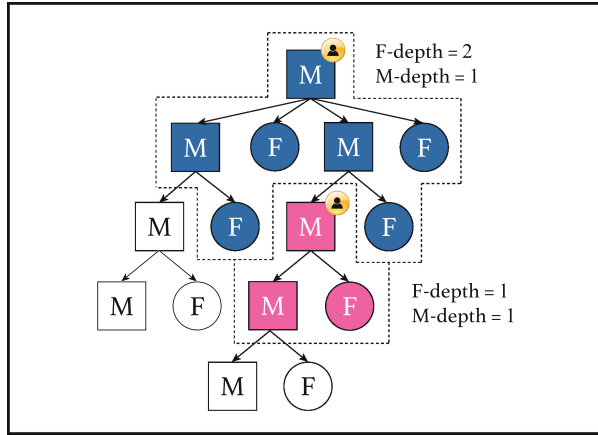 F-depth = 2
M-depth = 1
M
M F M F
M F M F
M F M F
F-depth = 1
M-depth = 1
M F